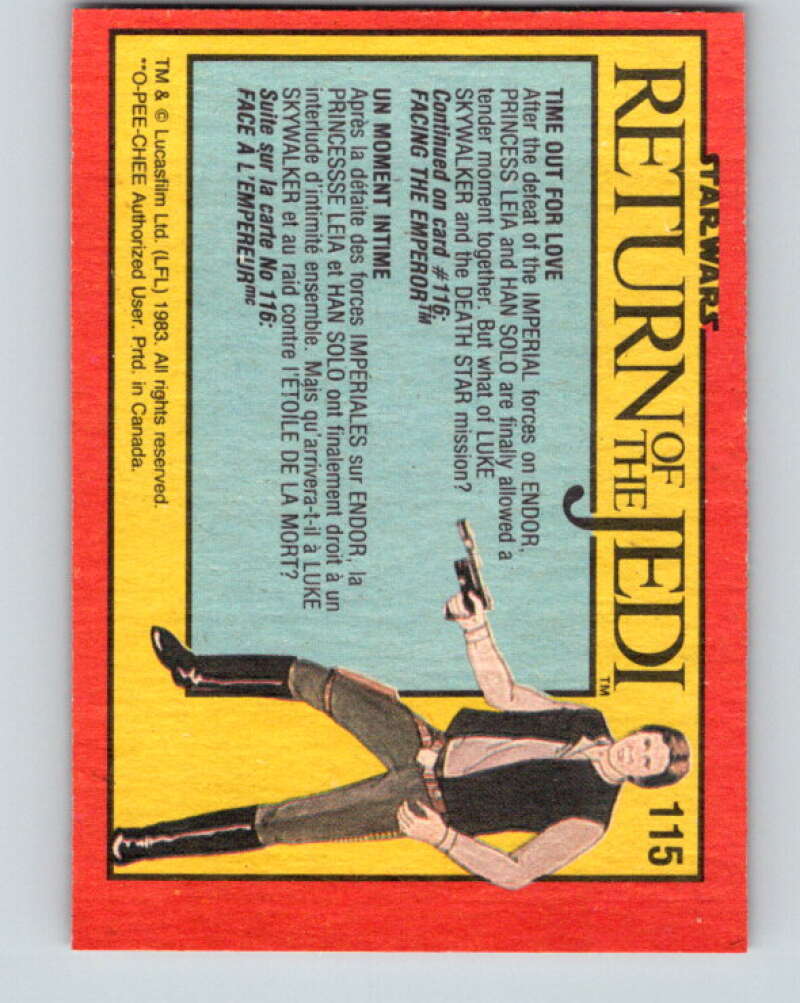 STAR WARS
RETURN OF THE JEDI TM
115
TIME OUT FOR LOVE
After the defeat of the IMPERIAL forces on ENDOR,
PRINCESS LEIA and HAN SOLO are finally allowed a
tender moment together. But what of LUKE
SKYWALKER and the DEATH STAR mission?
Continued on card #116:
FACING THE EMPEROR™
UN MOMENT INTIME
Après la défaite des forces IMPÉRIALES sur ENDOR, la
PRINCESSSE LEIA et HAN SOLO ont finalement droit à un
interlude d'intimité ensemble. Mais qu'arrivera-t-il à LUKE
SKYWALKER et au raid contre l'ÉTOILE DE LA MORT?
Suite sur la carte No 116:
FACE À L'EMPEREUR mc
TM & © Lucasfilm Ltd. (LFL) 1983. All rights reserved.
**O-PEE-CHEE Authorized User. Prtd. in Canada.